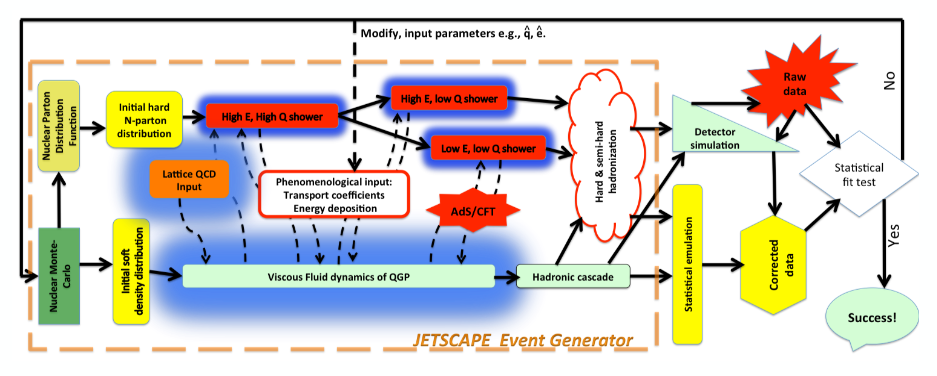 Modify, input parameters e.g., q̂, ê.
No
Raw
data
Nuclear Parton
Distribution
Function
Initial hard
N-parton
distribution
High E, High Q shower
High E, low Q shower
Low E, low Q shower
Hard & semi-hard
hadronization
Detector
simulation
Statistical
fit test
Lattice QCD
Input
Phenomenological input:
Transport coefficients
Energy deposition
AdS/CFT
Nuclear Monte-
Carlo
Initial soft
density distribution
Viscous Fluid dynamics of QGP
Hadronic cascade
Statistical emulation
Corrected
data
Yes
Success!
JETSCAPE Event Generator